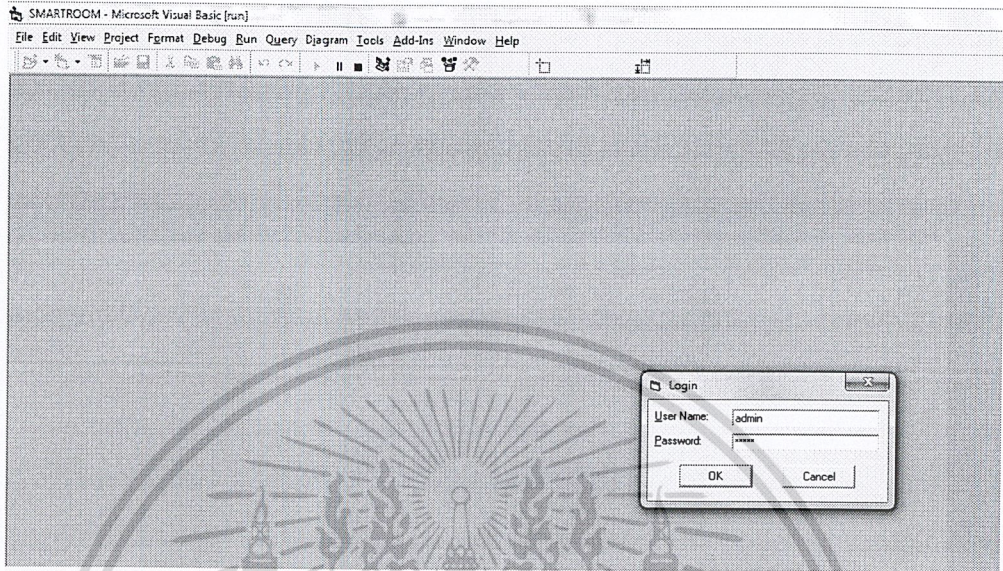 SMARTROOM - Microsoft Visual Basic [run]
File Edit View Project Format Debug Run Query Diagram Tools Add-Ins Window Help
Login
User Name: admin
Password: *****
OK Cancel